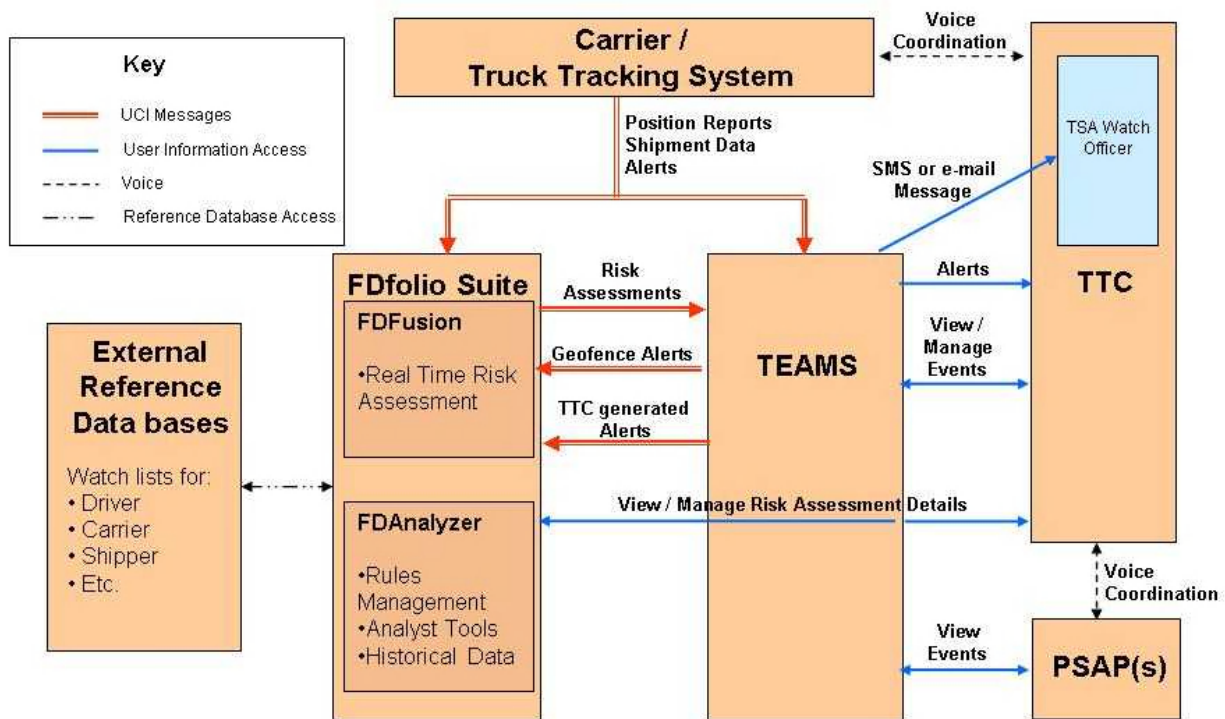 Key
UCI Messages
User Information Access
Voice
Reference Database Access
Carrier /
Truck Tracking System
Voice
Coordination
Position Reports
Shipment Data
Alerts
TSA Watch
Officer
SMS or e-mail
Message
TTC
FDfolio Suite
FDFusion
•Real Time Risk
Assessment
Risk
Assessments
Geofence Alerts
TTC generated
Alerts
TEAMS
Alerts
View /
Manage
Events
External
Reference
Data bases
Watch lists for:
• Driver
• Carrier
• Shipper
• Etc.
View / Manage Risk Assessment Details
FDAnalyzer
•Rules
Management
•Analyst Tools
•Historical Data
Voice
Coordination
View
Events
PSAP(s)